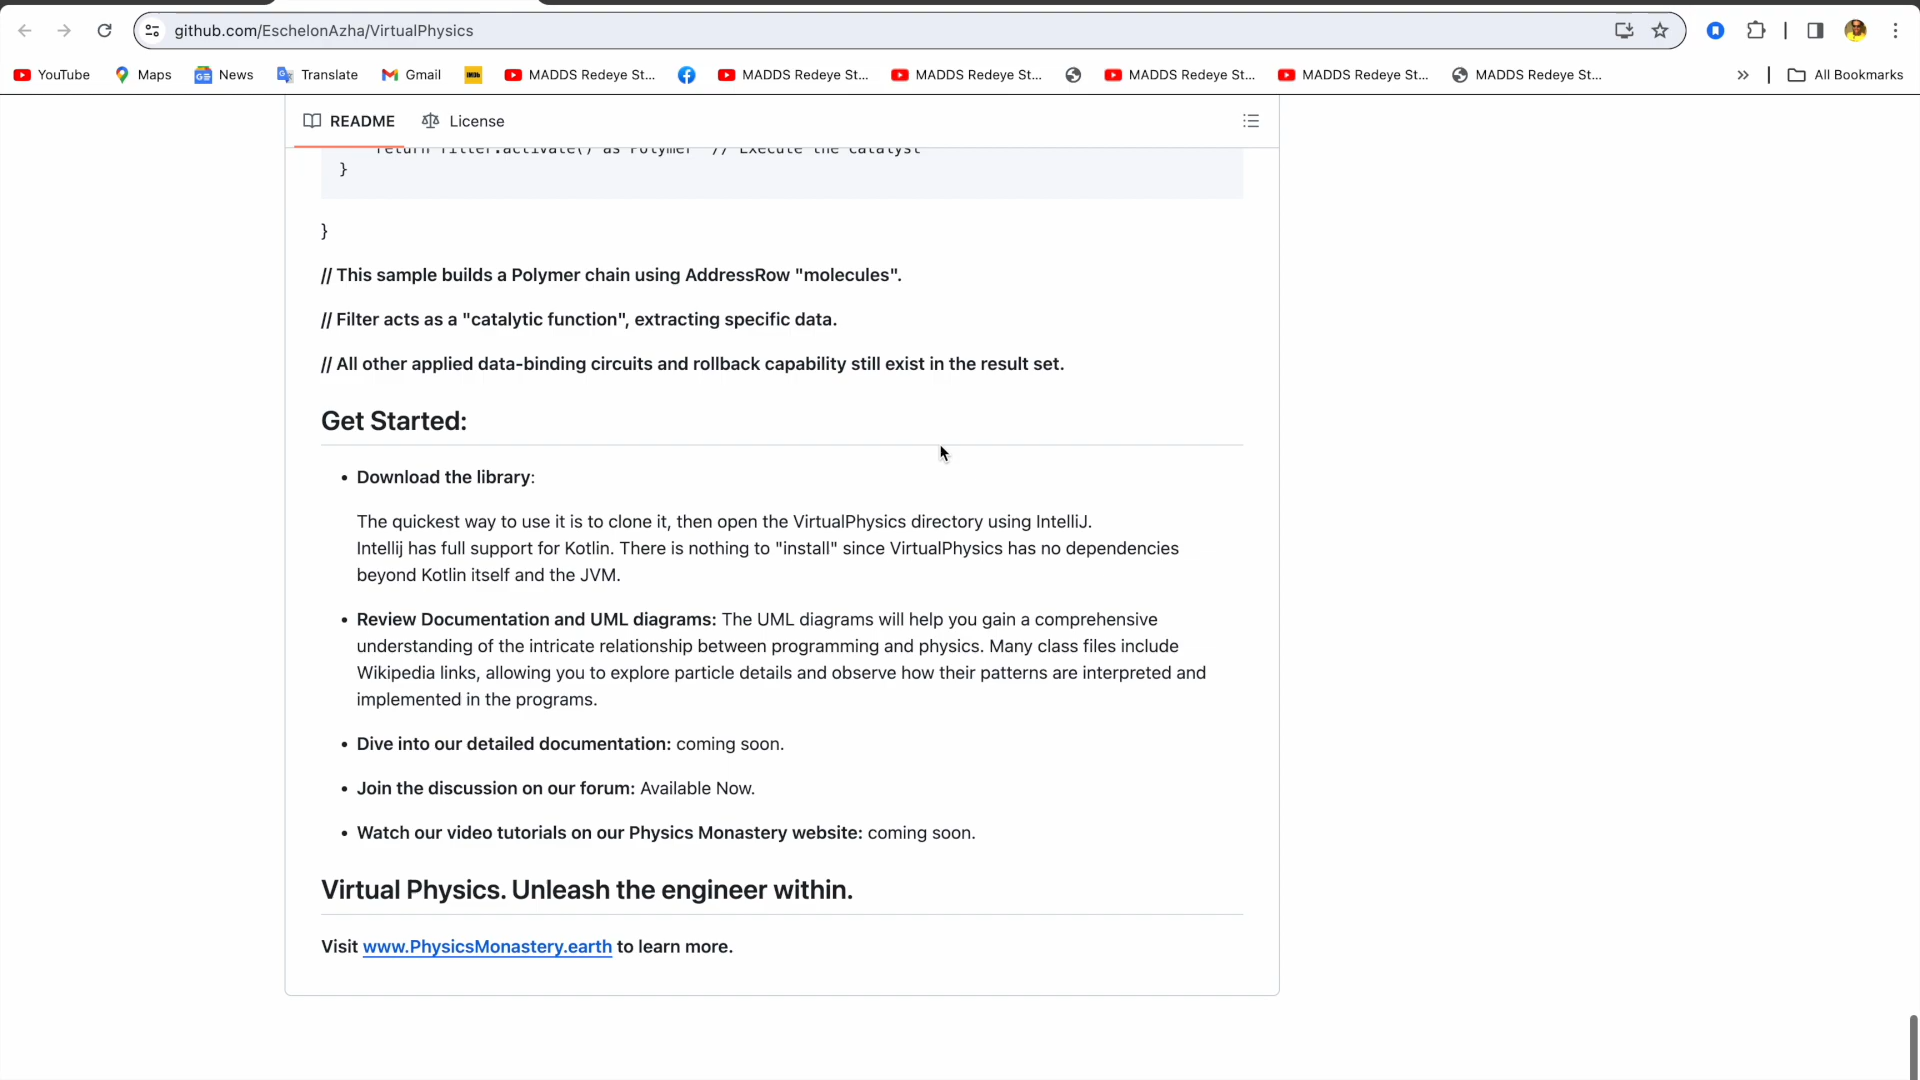 github.com/EschelonAzha/VirtualPhysics
YouTube Maps News Translate Gmail IMDb MADDS Redeye St... MADDS Redeye St... MADDS Redeye St... MADDS Redeye St... MADDS Redeye St... MADDS Redeye St... » All Bookmarks
README License
return filter.activate() as Polymer // Execute the catalyst
}
}
// This sample builds a Polymer chain using AddressRow "molecules".
// Filter acts as a "catalytic function", extracting specific data.
// All other applied data-binding circuits and rollback capability still exist in the result set.
Get Started:
• Download the library:
The quickest way to use it is to clone it, then open the VirtualPhysics directory using IntelliJ.
Intellij has full support for Kotlin. There is nothing to "install" since VirtualPhysics has no dependencies
beyond Kotlin itself and the JVM.
• Review Documentation and UML diagrams: The UML diagrams will help you gain a comprehensive
understanding of the intricate relationship between programming and physics. Many class files include
Wikipedia links, allowing you to explore particle details and observe how their patterns are interpreted and
implemented in the programs.
• Dive into our detailed documentation: coming soon.
• Join the discussion on our forum: Available Now.
• Watch our video tutorials on our Physics Monastery website: coming soon.
Virtual Physics. Unleash the engineer within.
Visit www.PhysicsMonastery.earth to learn more.